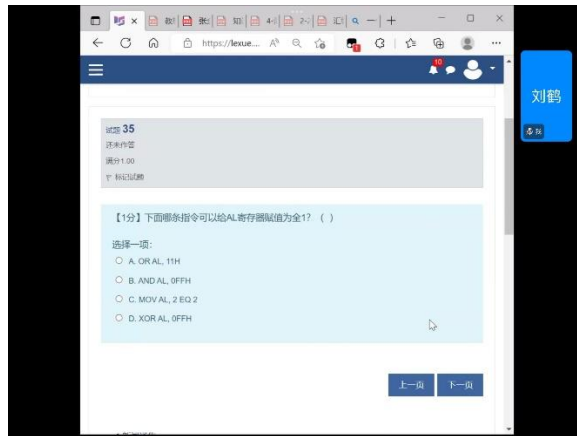 https://lexue...
10
刘鹤
试题 35
还未作答
满分1.00
标记试题
【1分】下面哪条指令可以给AL寄存器赋值为全1? ( )
选择一项:
A. OR AL, 11H
B. AND AL, 0FFH
C. MOV AL, 2 EQ 2
D. XOR AL, 0FFH
上一页 下一页